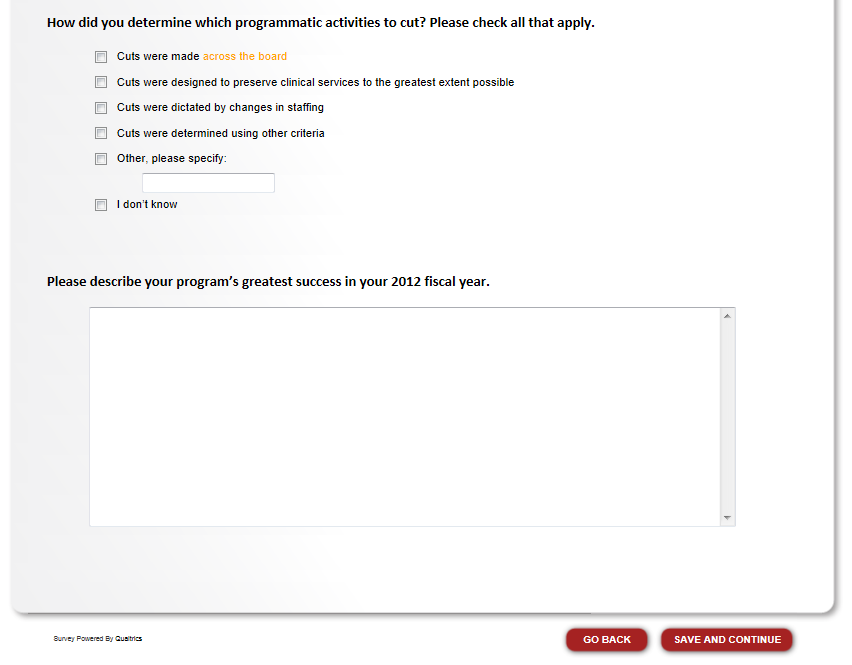 How did you determine which programmatic activities to cut? Please check all that apply.
Cuts were made across the board
Cuts were designed to preserve clinical services to the greatest extent possible
Cuts were dictated by changes in staffing
Cuts were determined using other criteria
Other, please specify:
I don't know
Please describe your program's greatest success in your 2012 fiscal year.
Survey Powered By Qualtrics
GO BACK
SAVE AND CONTINUE